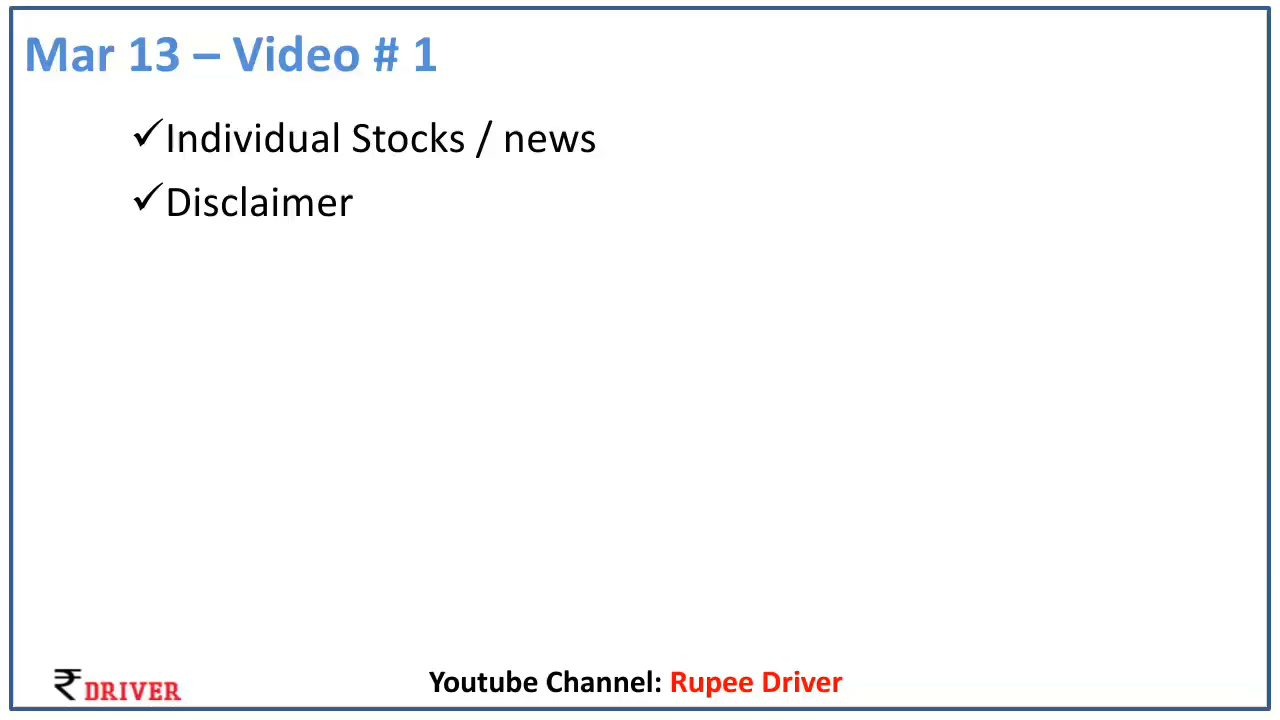 Mar 13 – Video # 1
✓Individual Stocks / news
✓Disclaimer
₹ DRIVER
Youtube Channel: Rupee Driver